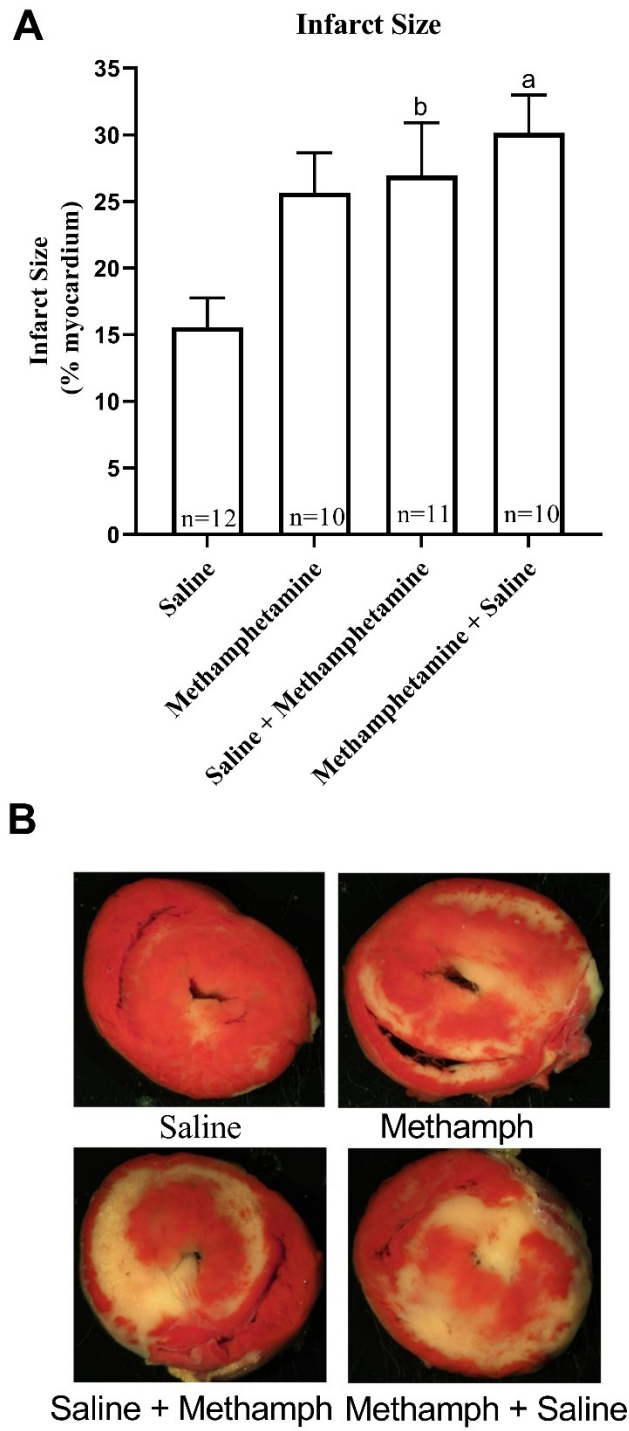 A
Infarct Size
Infarct Size
(% myocardium)
35
30
25
20
15
10
5
0
b
a
n=12
n=10
n=11
n=10
Saline
Methamphetamine
Saline + Methamphetamine
Methamphetamine + Saline
B
Saline
Methamph
Saline + Methamph
Methamph + Saline